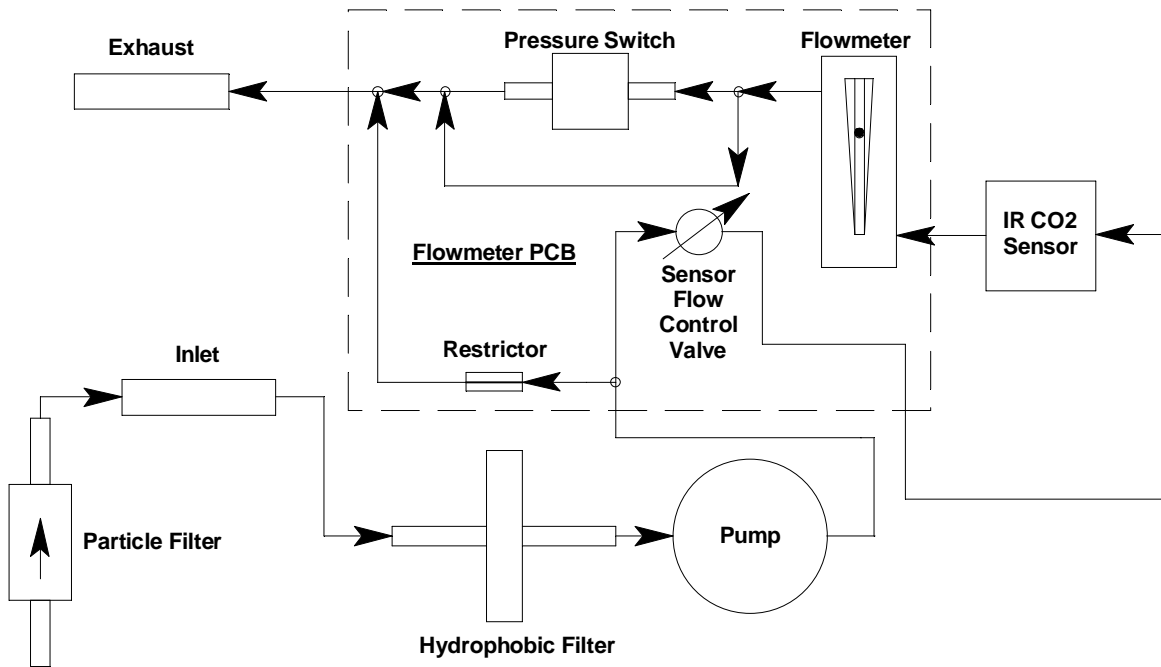 Exhaust
Pressure Switch
Flowmeter
IR CO2
Sensor
Flowmeter PCB
Sensor
Flow
Control
Valve
Restrictor
Inlet
Particle Filter
Pump
Hydrophobic Filter